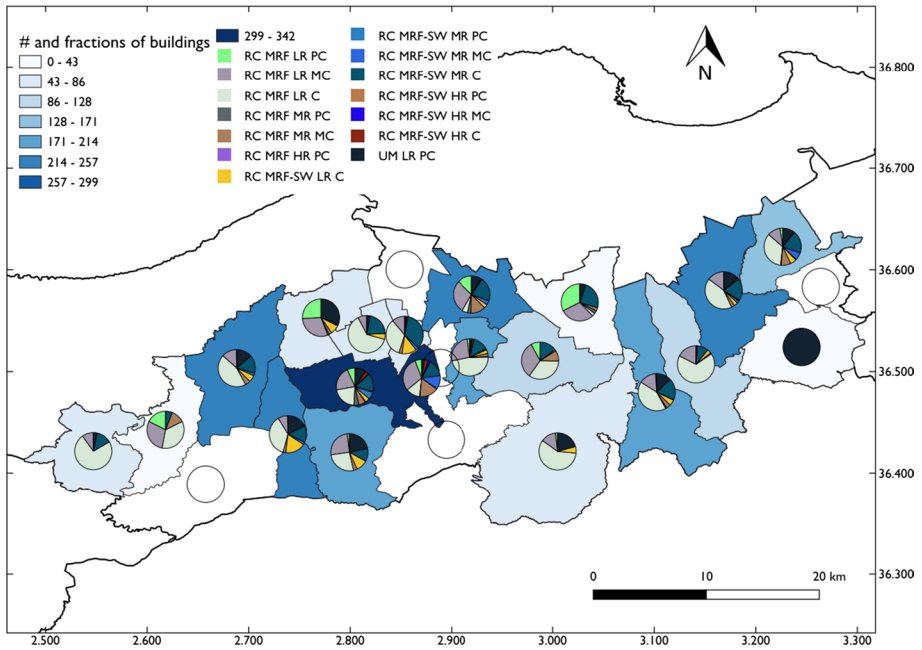 # and fractions of buildings
0 - 43
43 - 86
86 - 128
128 - 171
171 - 214
214 - 257
257 - 299
299 - 342
RC MRF LR PC
RC MRF LR MC
RC MRF LR C
RC MRF MR PC
RC MRF MR MC
RC MRF HR PC
RC MRF-SW LR C
RC MRF-SW MR PC
RC MRF-SW MR MC
RC MRF-SW MR C
RC MRF-SW HR PC
RC MRF-SW HR MC
RC MRF-SW HR C
UM LR PC
N
36.800
36.700
36.600
36.500
36.400
36.300
0 10 20 km
2.500 2.600 2.700 2.800 2.900 3.000 3.100 3.200 3.300